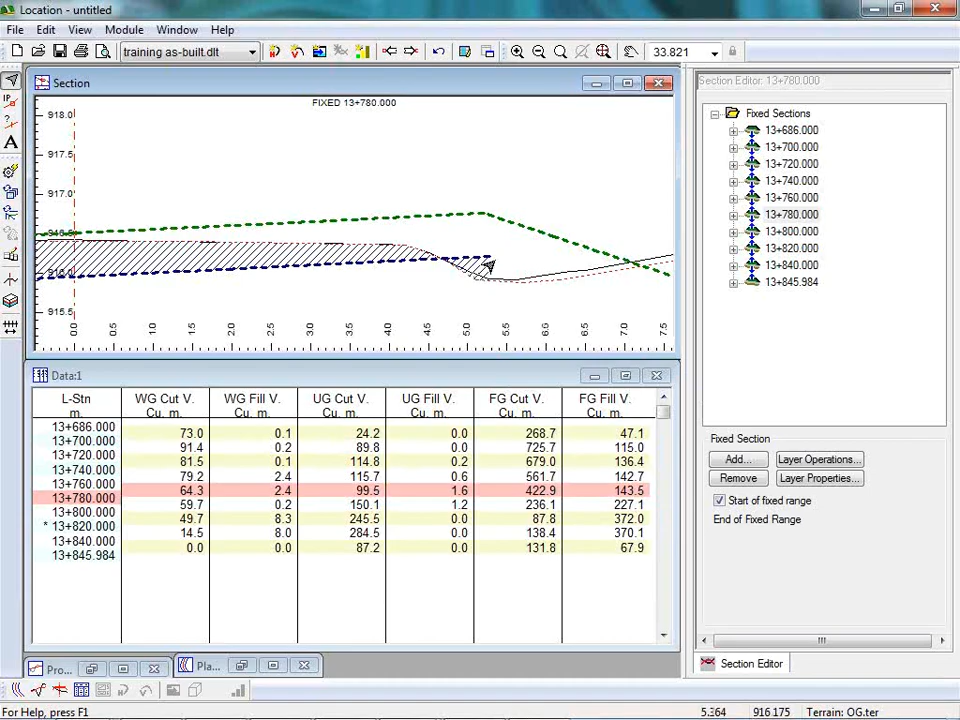 Location - untitled
File Edit View Module Window Help
training as-built.dlt 33.821
Section
FIXED 13+780.000
918.0
917.5
917.0
916.5
916.0
915.5
0.0 0.5 1.0 1.5 2.0 2.5 3.0 3.5 4.0 4.5 5.0 5.5 6.0 6.5 7.0 7.5
Data:1
L-Stn WG Cut V. WG Fill V. UG Cut V. UG Fill V. FG Cut V. FG Fill V.
m. Cu. m. Cu. m. Cu. m. Cu. m. Cu. m. Cu. m.
13+686.000
73.0 0.1 24.2 0.0 268.7 47.1
13+700.000
91.4 0.2 89.8 0.0 725.7 115.0
13+720.000
81.5 0.1 114.8 0.2 679.0 136.4
13+740.000
79.2 2.4 115.7 0.6 561.7 142.7
13+760.000
64.3 2.4 99.5 1.6 422.9 143.5
13+780.000
59.7 0.2 150.1 1.2 236.1 227.1
13+800.000
49.7 8.3 245.5 0.0 87.8 372.0
* 13+820.000
14.5 8.0 284.5 0.0 138.4 370.1
13+840.000
0.0 0.0 87.2 0.0 131.8 67.9
13+845.984
Pro... Pla...
Section Editor: 13+780.000
Fixed Sections
13+686.000
13+700.000
13+720.000
13+740.000
13+760.000
13+780.000
13+800.000
13+820.000
13+840.000
13+845.984
Fixed Section
Add... Layer Operations...
Remove Layer Properties...
Start of fixed range
End of Fixed Range
Section Editor
For Help, press F1 5.364 916.175 Terrain: OG.ter